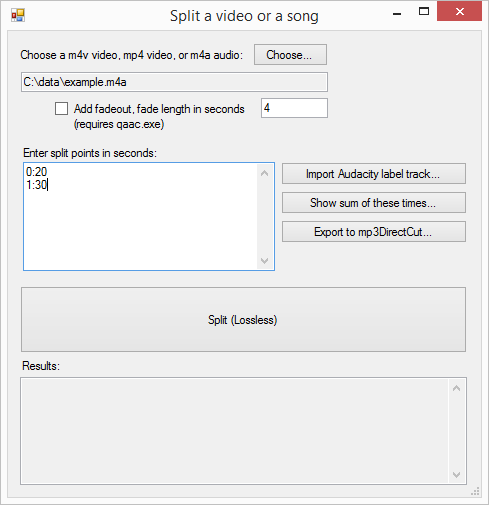 Split a video or a song
Choose a m4v video, mp4 video, or m4a audio:
Choose...
C:\data\example.m4a
Add fadeout, fade length in seconds
(requires qaac.exe)
4
Enter split points in seconds:
0:20
1:30
Import Audacity label track...
Show sum of these times...
Export to mp3DirectCut...
Split (Lossless)
Results: